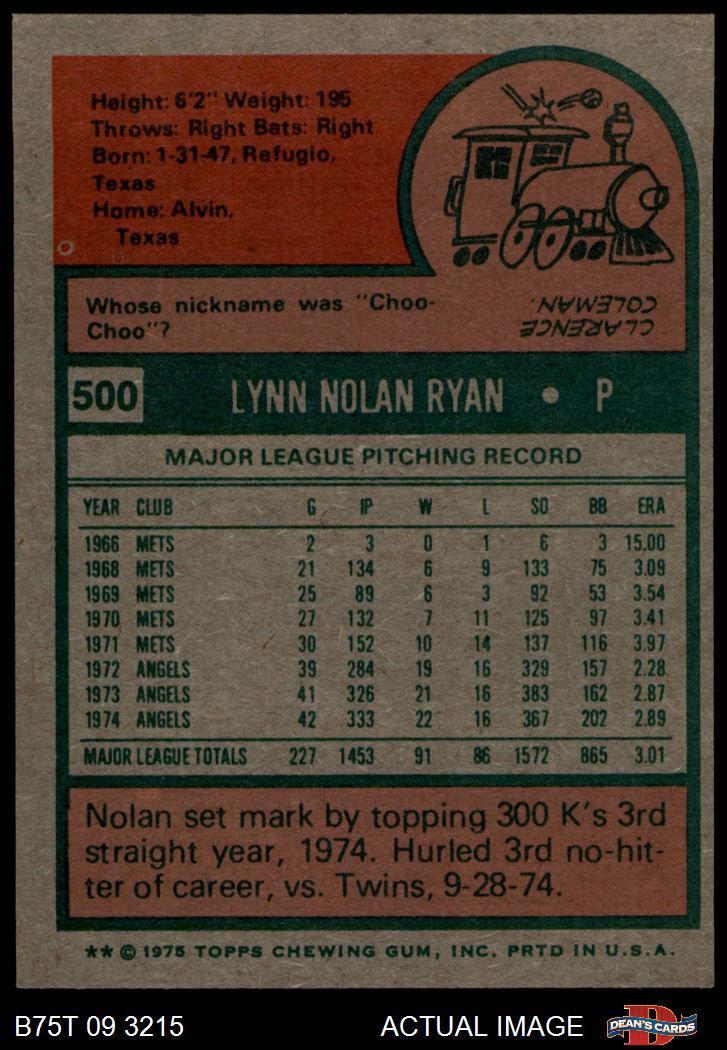 Height: 6'2" Weight: 195
Throws: Right Bats: Right
Born: 1-31-47, Refugio,
Texas
Home: Alvin,
Texas
Whose nickname was "Choo-
Choo"?
CLARENCE
COLEMAN.
500 LYNN NOLAN RYAN • P
MAJOR LEAGUE PITCHING RECORD
YEAR CLUB G IP W L SO BB ERA
1966 METS 2 3 0 1 6 3 15.00
1968 METS 21 134 6 9 133 75 3.09
1969 METS 25 89 6 3 92 53 3.54
1970 METS 27 132 7 11 125 97 3.41
1971 METS 30 152 10 14 137 116 3.97
1972 ANGELS 39 284 19 16 329 157 2.28
1973 ANGELS 41 326 21 16 383 162 2.87
1974 ANGELS 42 333 22 16 367 202 2.89
MAJOR LEAGUE TOTALS 227 1453 91 86 1572 865 3.01
Nolan set mark by topping 300 K's 3rd
straight year, 1974. Hurled 3rd no-hit-
ter of career, vs. Twins, 9-28-74.
** © 1975 TOPPS CHEWING GUM, INC. PRTD IN U.S.A.
B75T 09 3215 ACTUAL IMAGE DEAN'S CARDS